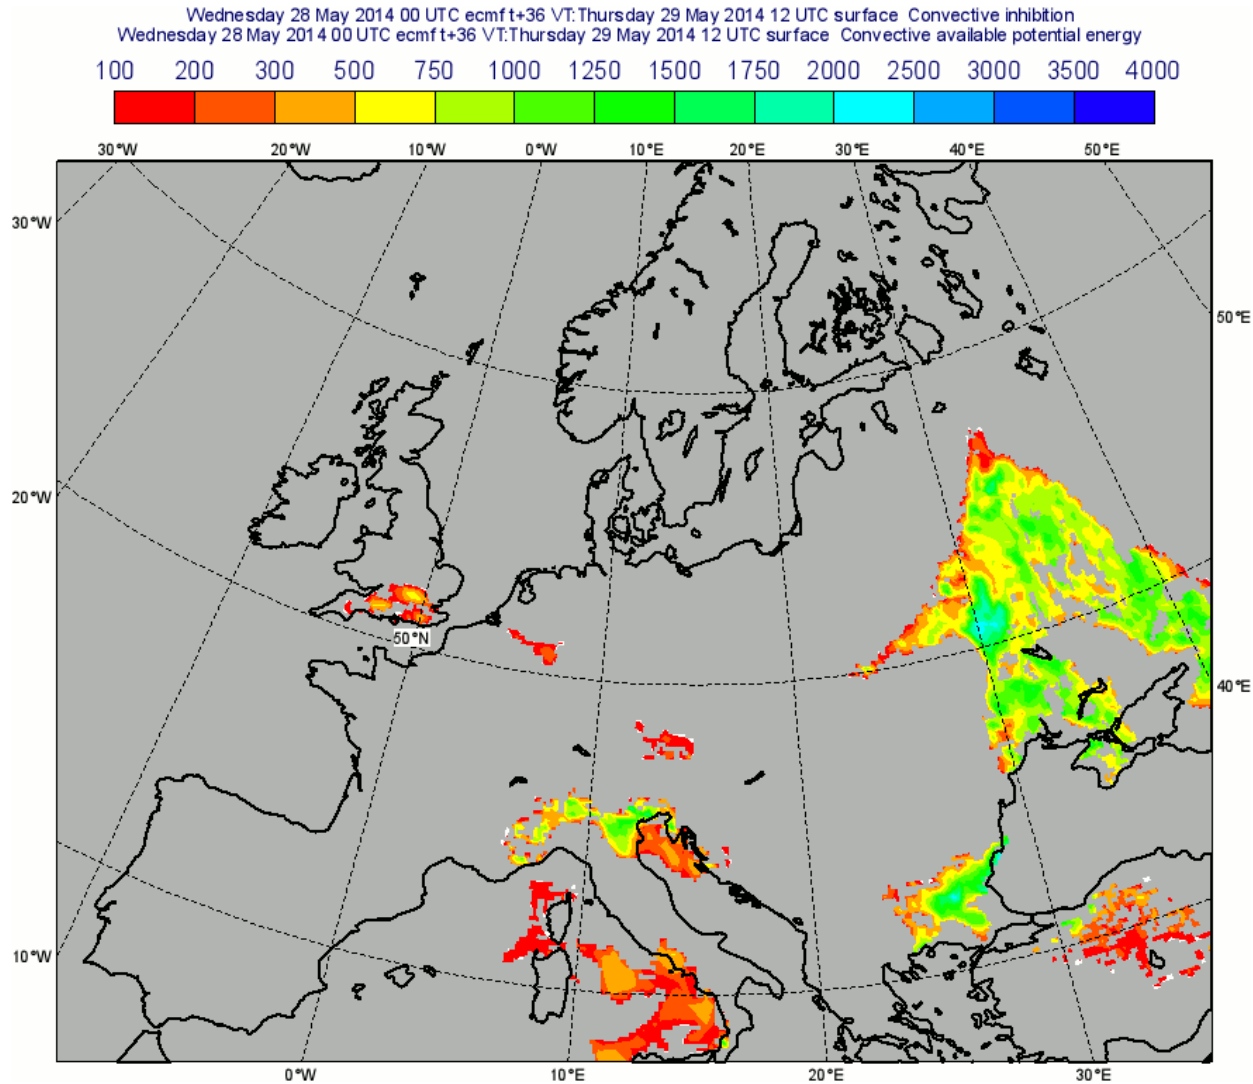 Wednesday 28 May 2014 00 UTC ecmf t+36 VT:Thursday 29 May 2014 12 UTC surface Convective inhibition
Wednesday 28 May 2014 00 UTC ecmf t+36 VT:Thursday 29 May 2014 12 UTC surface Convective available potential energy
100 200 300 500 750 1000 1250 1500 1750 2000 2500 3000 3500 4000
30°W 20°W 10°W 0°W 10°E 20°E 30°E 40°E 50°E
30°W
50°E
20°W
50°N
40°E
10°W
0°W 10°E 20°E 30°E